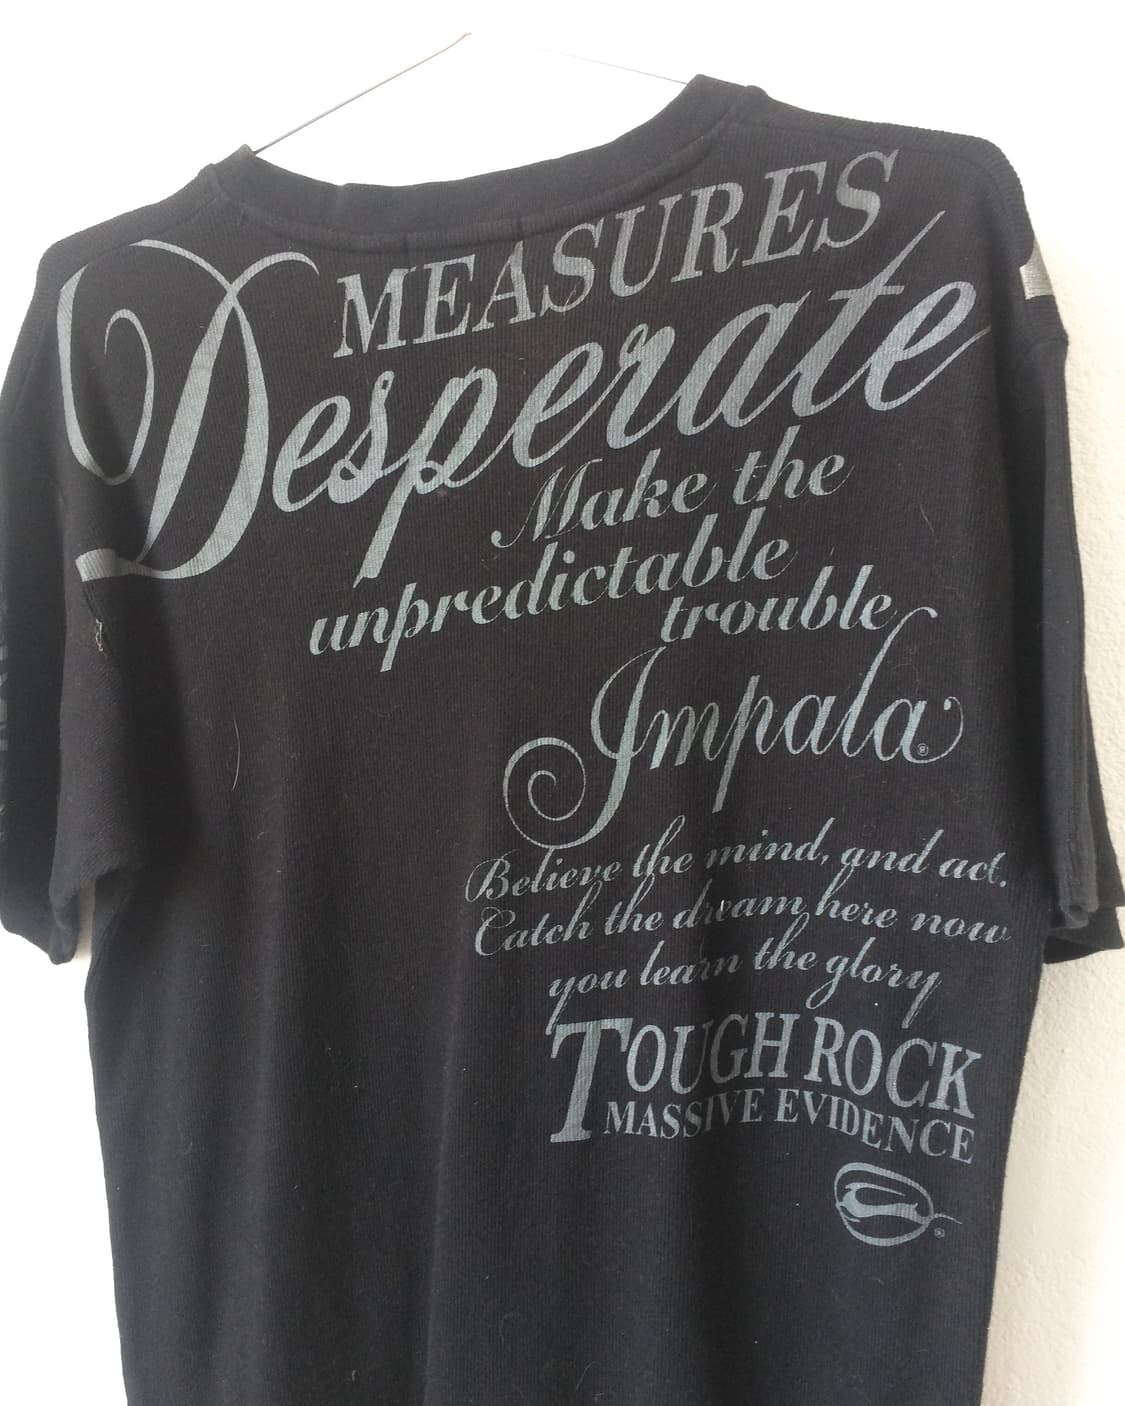 MEASURES
Desperate
Make the
unpredictable
trouble
Impala®
Believe the mind, and act.
Catch the dream here now
you learn the glory
TOUGH ROCK
MASSIVE EVIDENCE
®